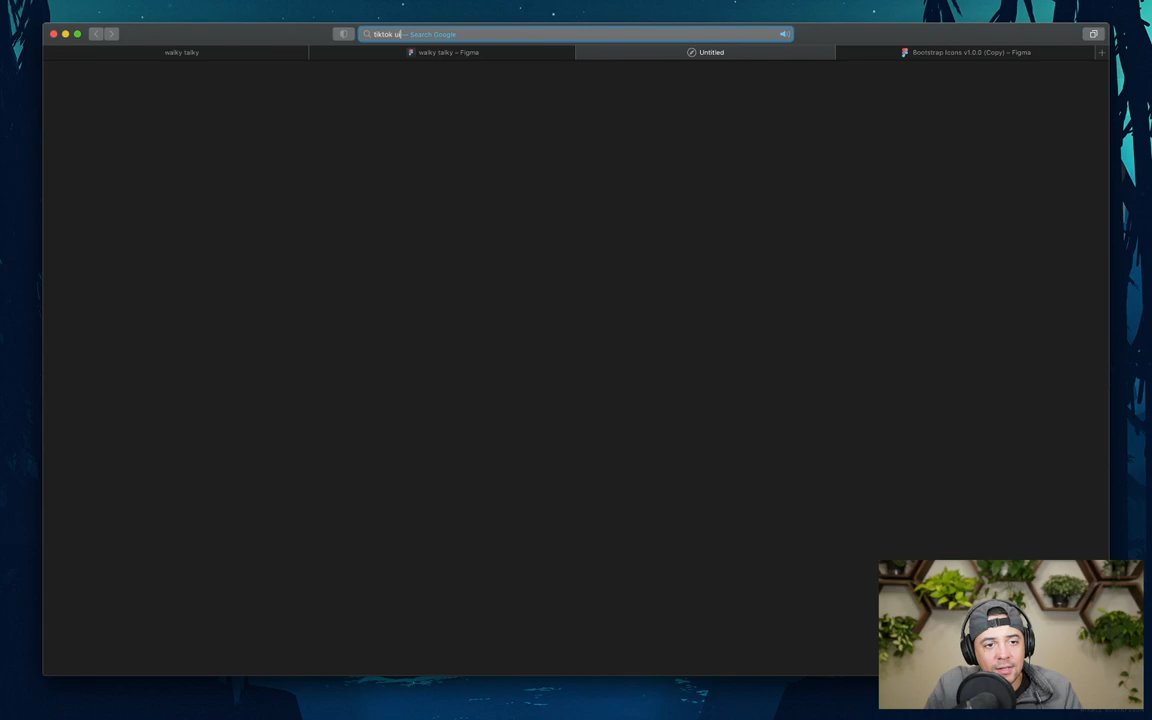 tiktok ui — Search Google
walky talky
walky talky – Figma
Untitled
Bootstrap Icons v1.0.0 (Copy) – Figma